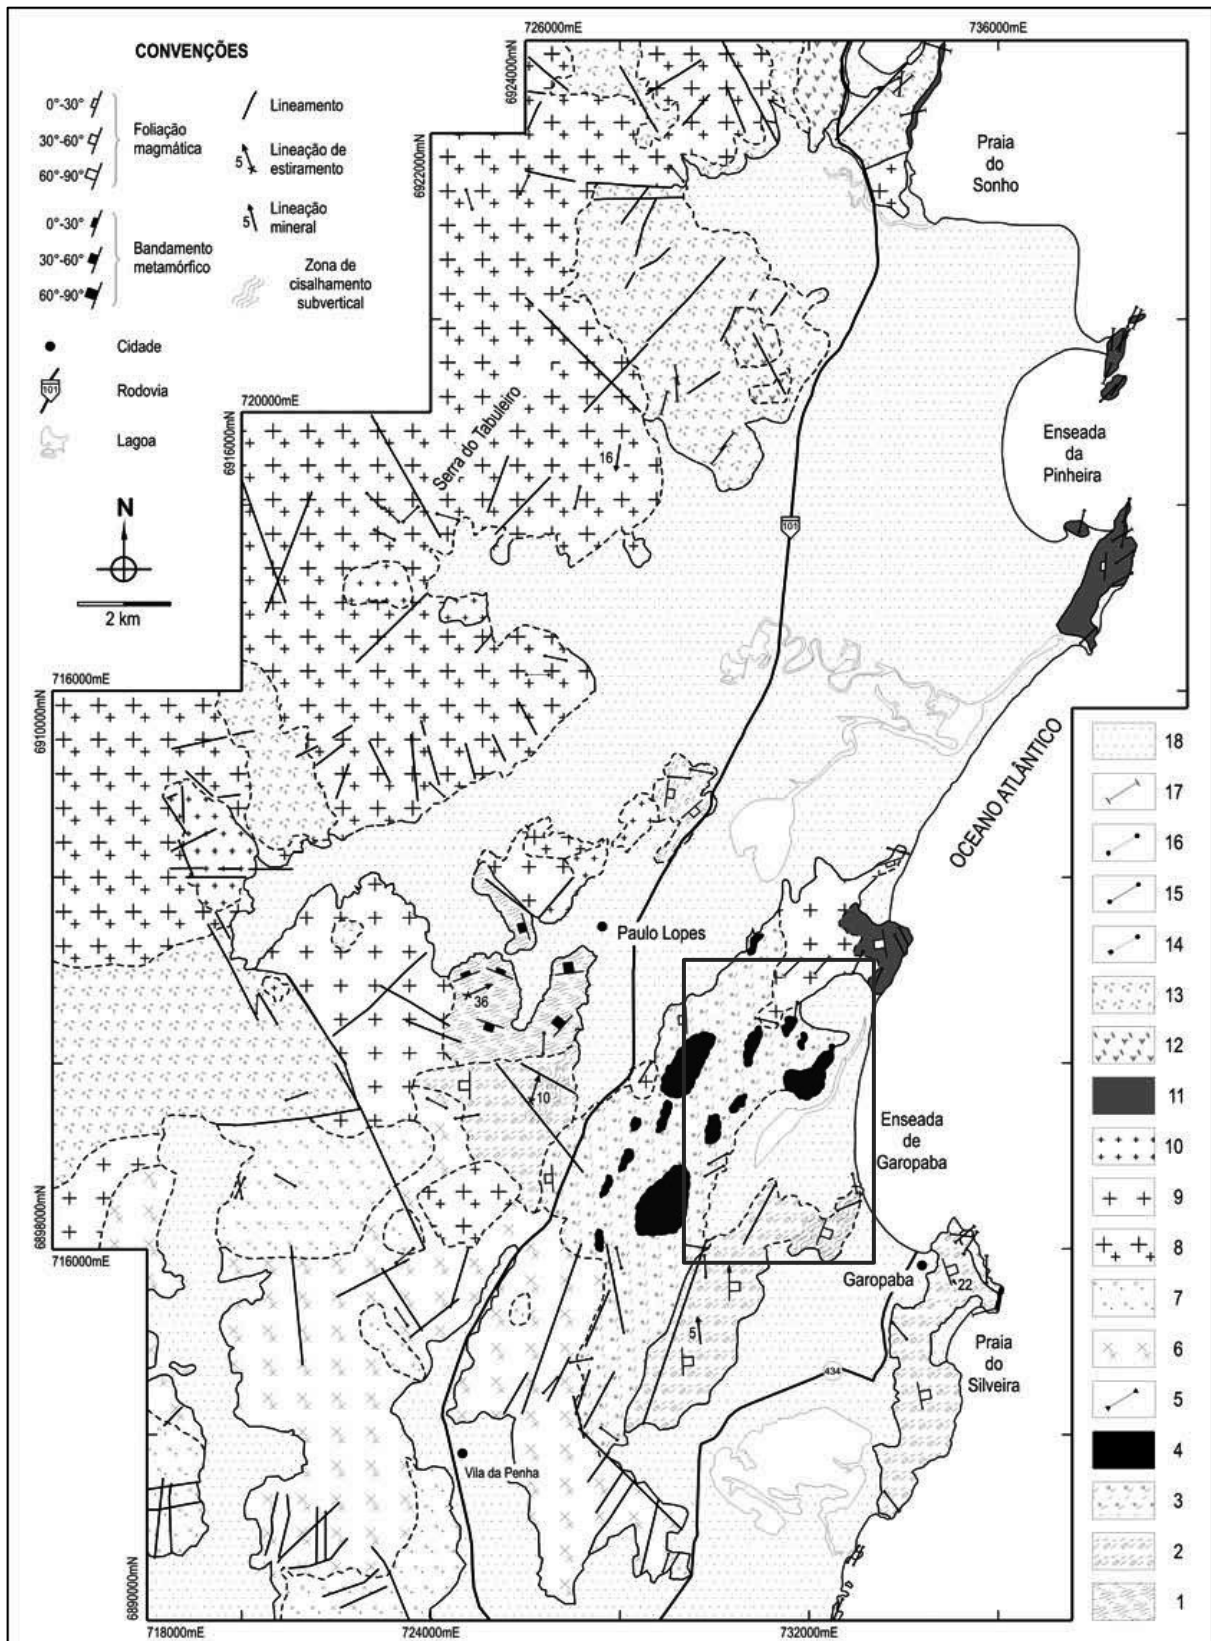 726000mE
736000mE
CONVENÇÕES
6924000mN
0°-30°
30°-60°
60°-90°
Foliação
magmática
Lineamento
5
Lineação de
estiramento
5
Lineação
mineral
0°-30°
30°-60°
60°-90°
Bandamento
metamórfico
Zona de
cisalhamento
subvertical
Cidade
101
Rodovia
Lagoa
N
2 km
6922000mN
Praia
do
Sonho
720000mE
6916000mN
Serra do Tabuleiro
16
101
Enseada
da
Pinheira
716000mE
6910000mN
OCEANO ATLÂNTICO
Paulo Lopes
36
10
Enseada
de
Garopaba
6898000mN
716000mE
Garopaba
22
5
434
Praia
do
Silveira
Vila da Penha
6890000mN
718000mE
724000mE
732000mE
18
17
16
15
14
13
12
11
10
9
8
7
6
5
4
3
2
1